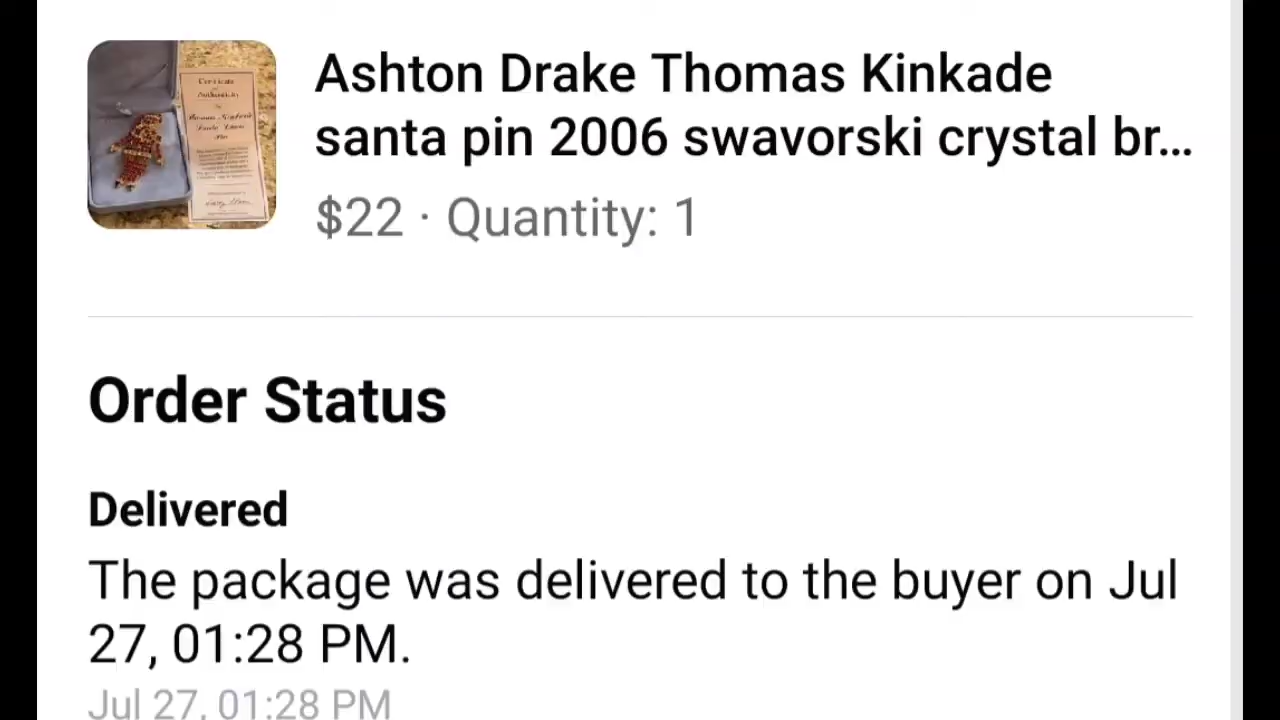 Ashton Drake Thomas Kinkade
santa pin 2006 swavorski crystal br...
$22 · Quantity: 1
Order Status
Delivered
The package was delivered to the buyer on Jul
27, 01:28 PM.
Jul 27, 01:28 PM